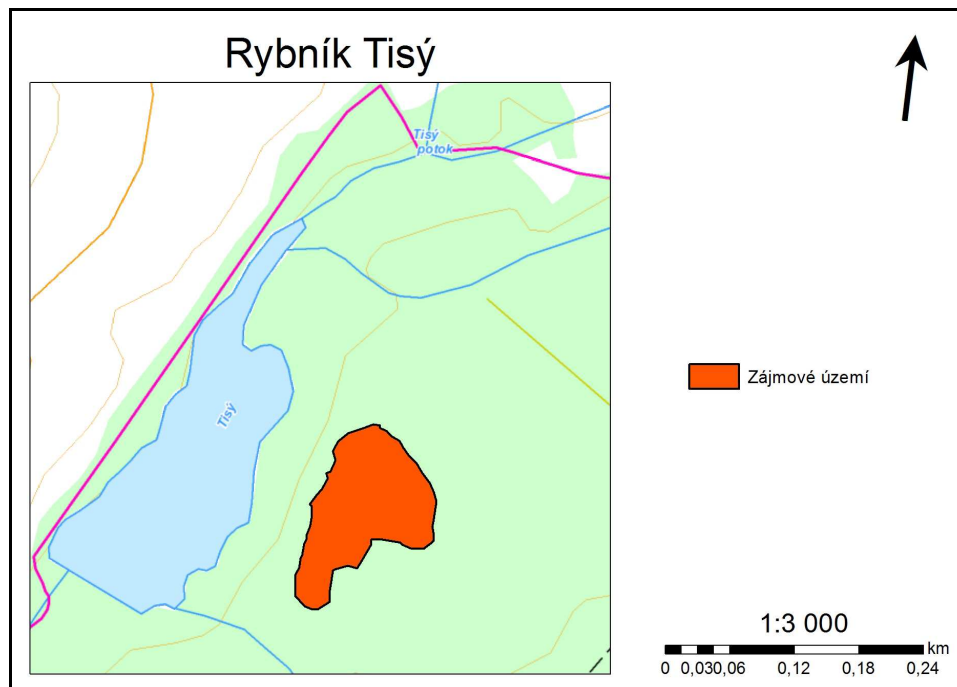 Rybník Tisý
Tisý
potok
Tisý
Zájmové území
1:3 000
km
0 0,030,06 0,12 0,18 0,24